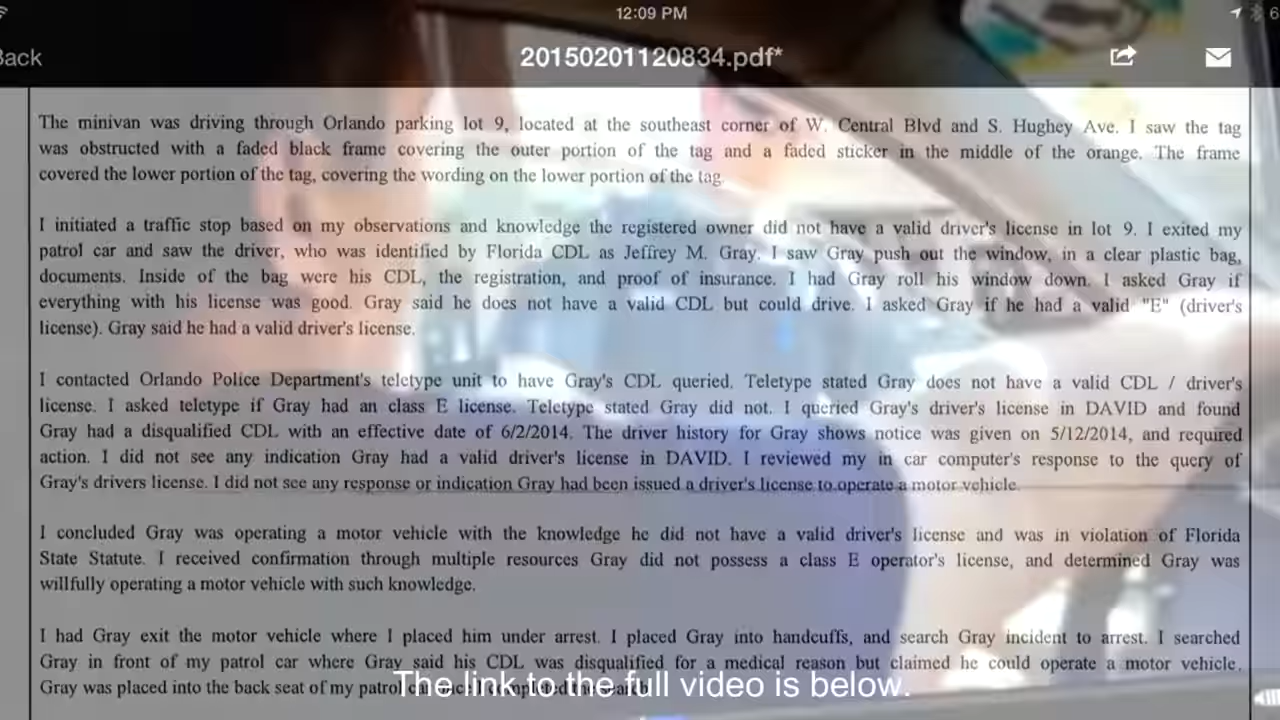 12:09 PM
6
Back
20150201120834.pdf*
The minivan was driving through Orlando parking lot 9, located at the southeast corner of W. Central Blvd and S. Hughey Ave. I saw the tag
was obstructed with a faded black frame covering the outer portion of the tag and a faded sticker in the middle of the orange. The frame
covered the lower portion of the tag, covering the wording on the lower portion of the tag.
I initiated a traffic stop based on my observations and knowledge the registered owner did not have a valid driver's license in lot 9. I exited my
patrol car and saw the driver, who was identified by Florida CDL as Jeffrey M. Gray. I saw Gray push out the window, in a clear plastic bag,
documents. Inside of the bag were his CDL, the registration, and proof of insurance. I had Gray roll his window down. I asked Gray if
everything with his license was good. Gray said he does not have a valid CDL but could drive. I asked Gray if he had a valid "E" (driver's
license). Gray said he had a valid driver's license.
I contacted Orlando Police Department's teletype unit to have Gray's CDL queried. Teletype stated Gray does not have a valid CDL / driver's
license. I asked teletype if Gray had an class E license. Teletype stated Gray did not. I queried Gray's driver's license in DAVID and found
Gray had a disqualified CDL with an effective date of 6/2/2014. The driver history for Gray shows notice was given on 5/12/2014, and required
action. I did not see any indication Gray had a valid driver's license in DAVID. I reviewed my in car computer's response to the query of
Gray's drivers license. I did not see any response or indication Gray had been issued a driver's license to operate a motor vehicle.
I concluded Gray was operating a motor vehicle with the knowledge he did not have a valid driver's license and was in violation of Florida
State Statute. I received confirmation through multiple resources Gray did not possess a class E operator's license, and determined Gray was
willfully operating a motor vehicle with such knowledge.
I had Gray exit the motor vehicle where I placed him under arrest. I placed Gray into handcuffs, and search Gray incident to arrest. I searched
Gray in front of my patrol car where Gray said his CDL was disqualified for a medical reason but claimed he could operate a motor vehicle.
Gray was placed into the back seat of my patrol
The link to the full video is below.